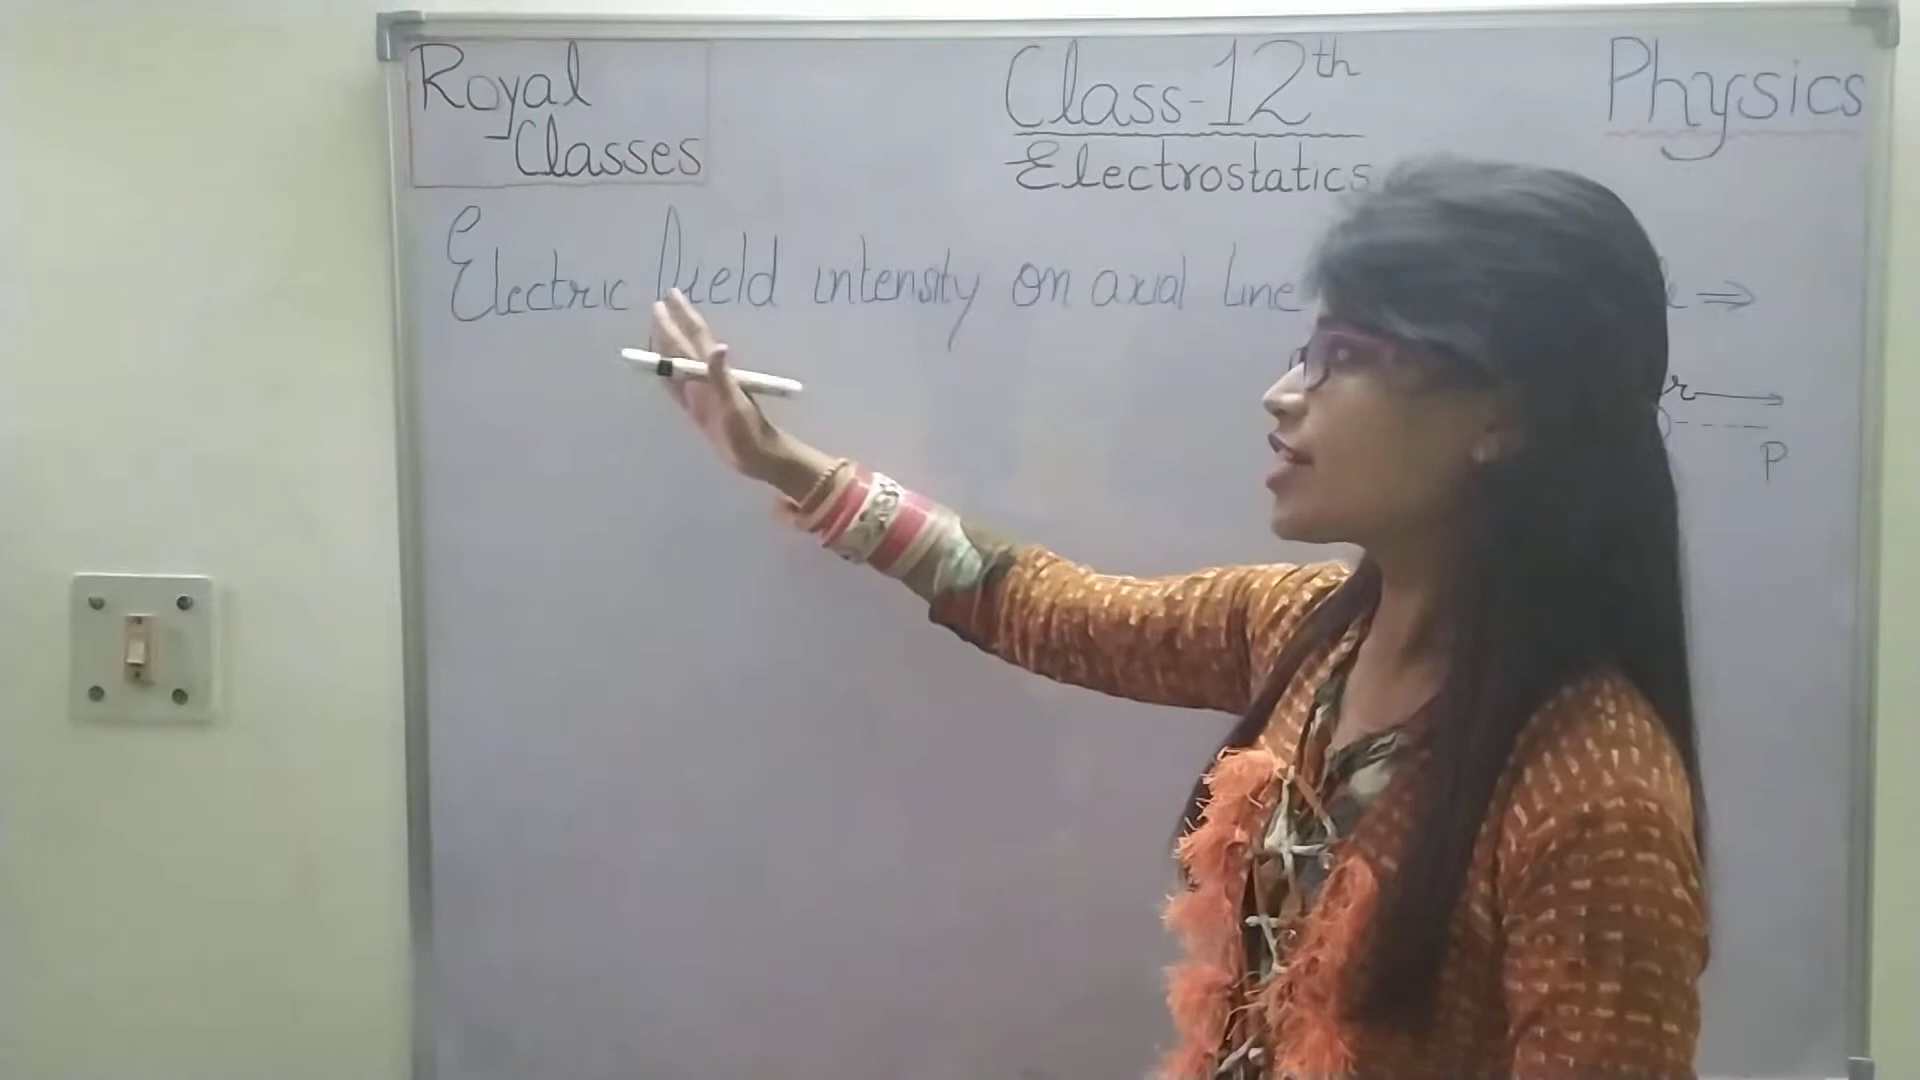 Royal
Classes
Class-12th
Electrostatics
Physics
Electric field intensity on axial line
r
P